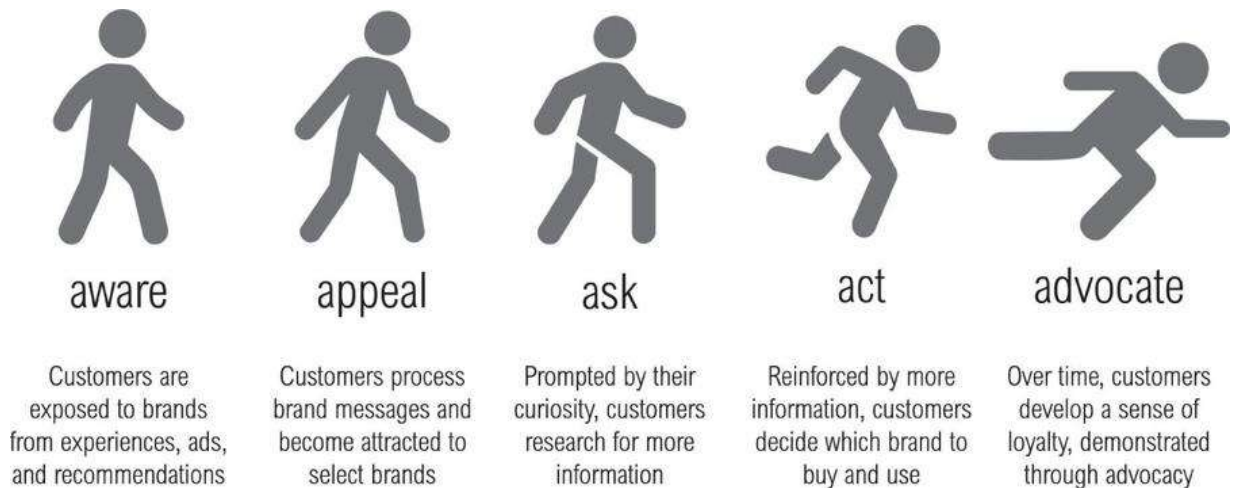 aware
Customers are
exposed to brands
from experiences, ads,
and recommendations
appeal
Customers process
brand messages and
become attracted to
select brands
ask
Prompted by their
curiosity, customers
research for more
information
act
Reinforced by more
information, customers
decide which brand to
buy and use
advocate
Over time, customers
develop a sense of
loyalty, demonstrated
through advocacy